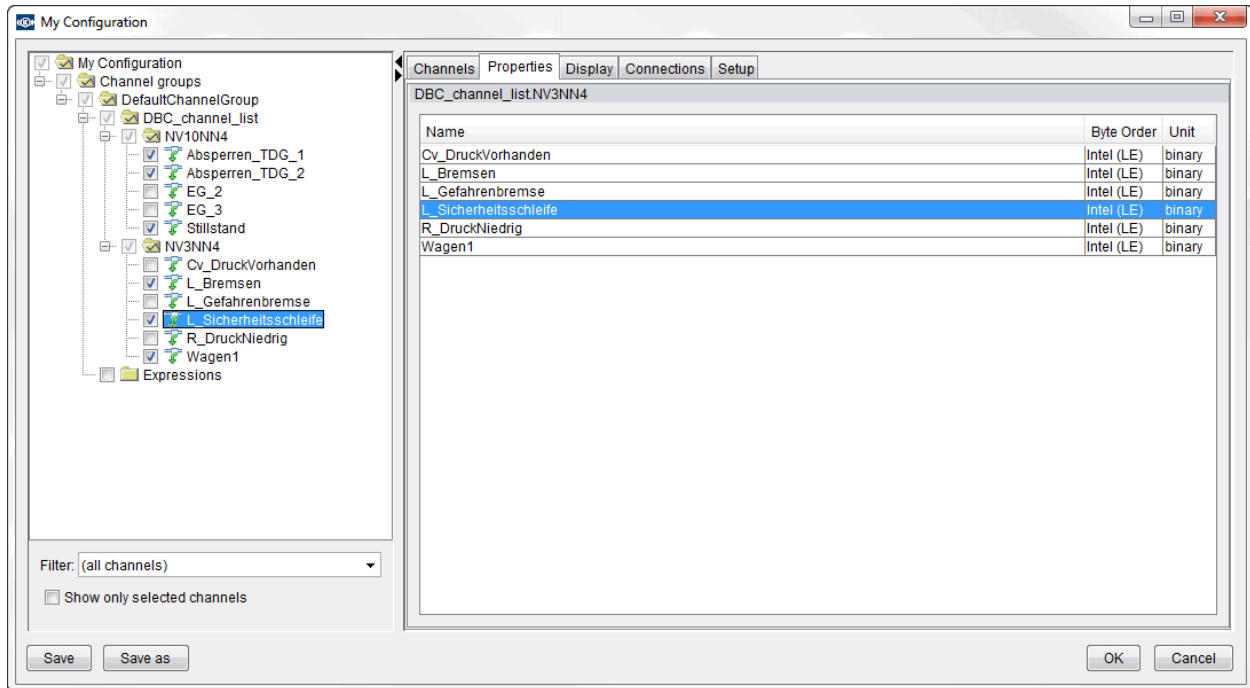 My Configuration
My Configuration
Channel groups
DefaultChannelGroup
DBC_channel_list
NV10NN4
Absperren_TDG_1
Absperren_TDG_2
EG_2
EG_3
Stillstand
NV3NN4
Cv_DruckVorhanden
L_Bremsen
L_Gefahrenbremse
L_Sicherheitsschleife
R_DruckNiedrig
Wagen1
Expressions
Filter: (all channels)
Show only selected channels
Channels Properties Display Connections Setup
DBC_channel_list.NV3NN4
Name Byte Order Unit
Cv_DruckVorhanden Intel (LE) binary
L_Bremsen Intel (LE) binary
L_Gefahrenbremse Intel (LE) binary
L_Sicherheitsschleife Intel (LE) binary
R_DruckNiedrig Intel (LE) binary
Wagen1 Intel (LE) binary
Save Save as OK Cancel